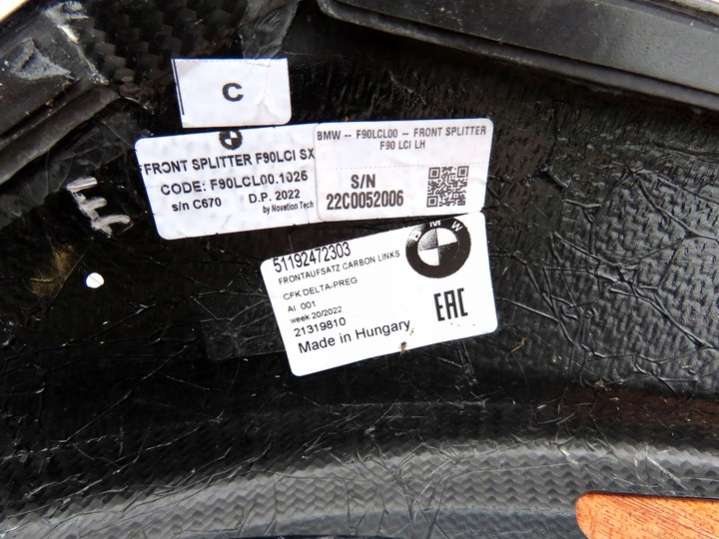 C
FRONT SPLITTER F90LCI SX
CODE: F90LCL00.1025
s/n C670 D.P. 2022
by Novation Tech
BMW -- F90LCL00 -- FRONT SPLITTER
F90 LCI LH
S/N
22C0052006
51192472303
FRONTAUFSATZ CARBON LINKS
CFK DELTA-PREG
AI 001
week 20/2022
21319810
Made in Hungary
BMW
EAC